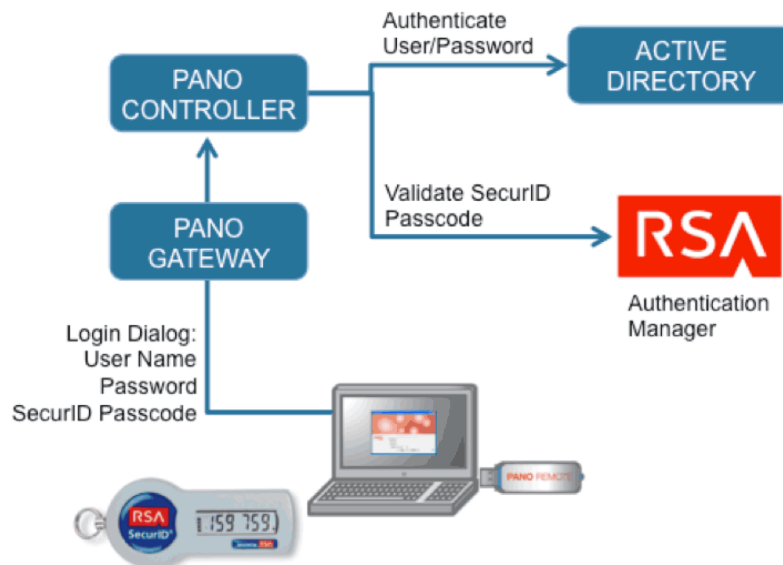 Authenticate
User/Password
ACTIVE
DIRECTORY
PANO
CONTROLLER
Validate SecurID
Passcode
RSA
Authentication
Manager
PANO
GATEWAY
Login Dialog:
User Name
Password
SecurID Passcode
PANO REMOTE
RSA
SecurID
159 759
RSA